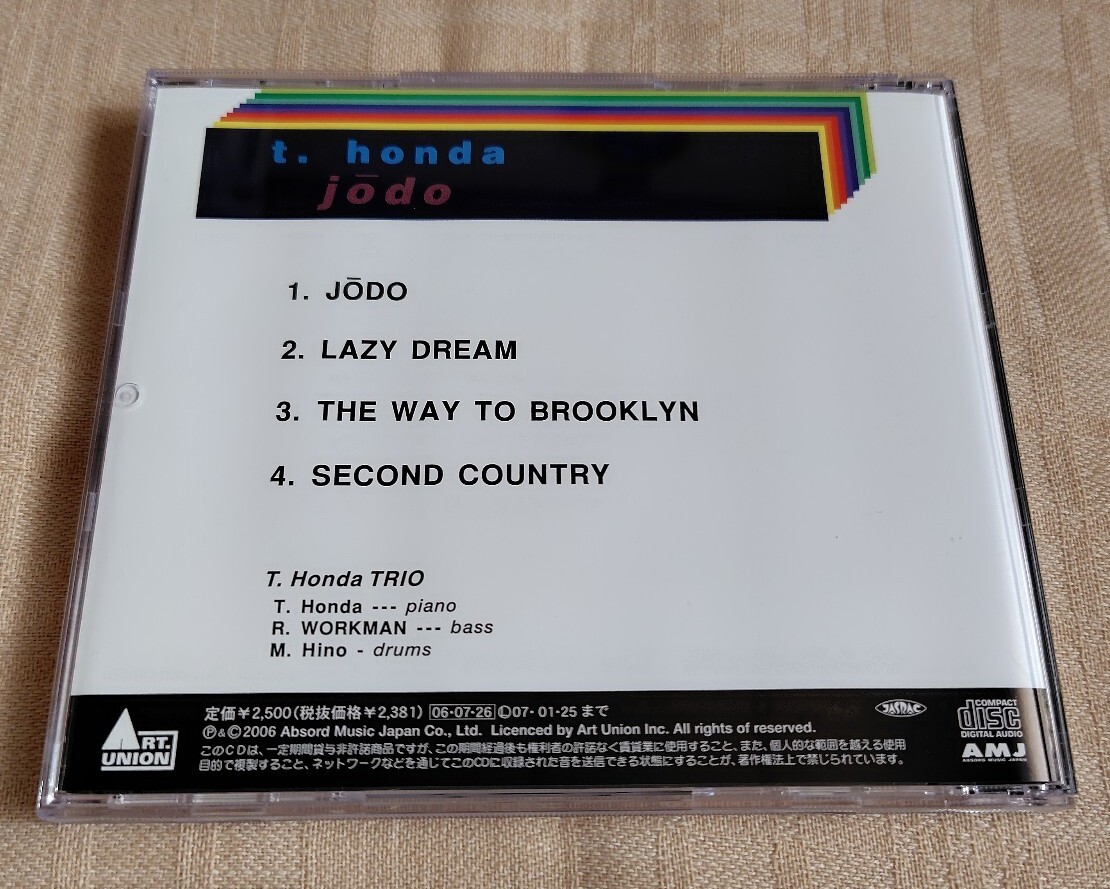 t. honda
jōdo
1. JŌDO
2. LAZY DREAM
3. THE WAY TO BROOKLYN
4. SECOND COUNTRY
T. Honda TRIO
T. Honda --- piano
R. WORKMAN --- bass
M. Hino - drums
定価¥2,500(税抜価格¥2,381) 06·07·26 Ⓛ07·01·25 まで
℗&©2006 Absord Music Japan Co., Ltd. Licenced by Art Union Inc. All rights of reserved.
このCDは、一定期間貸与非許諾商品ですが、この期間経過後も権利者の許諾なく賃貸業に使用すること、また、個人的な範囲を越える使用
目的で複製すること、ネットワークなどを通じてこのCDに収録された音を送信できる状態にすることが、著作権法上で禁じられています。
ART.
UNION
JASRAC
COMPACT
disc
DIGITAL AUDIO
AMJ
ABSORD MUSIC JAPAN